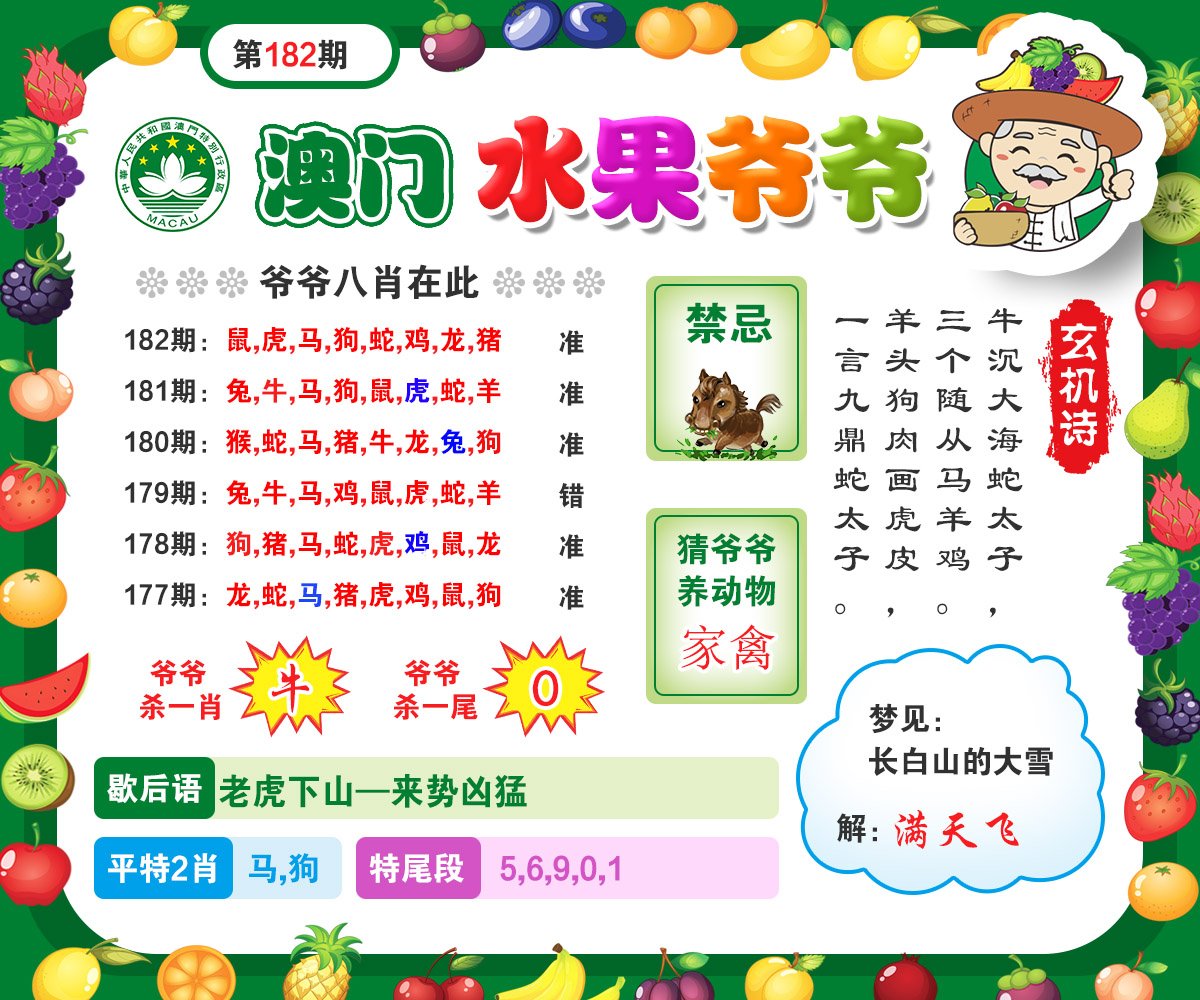 第182期
中華人民共和國澳門特別行政區
MACAU
澳门 水果爷爷
爷爷八肖在此
182期：鼠,虎,马,狗,蛇,鸡,龙,猪 准
181期：兔,牛,马,狗,鼠,虎,蛇,羊 准
180期：猴,蛇,马,猪,牛,龙,兔,狗 准
179期：兔,牛,马,鸡,鼠,虎,蛇,羊 错
178期：狗,猪,马,蛇,虎,鸡,鼠,龙 准
177期：龙,蛇,马,猪,虎,鸡,鼠,狗 准
爷爷
杀一肖
牛
爷爷
杀一尾
0
歇后语 老虎下山—来势凶猛
平特2肖 马,狗
特尾段 5,6,9,0,1
禁忌
猜爷爷
养动物
家禽
玄机诗
牛沉大海蛇太子，
三个随从马羊鸡。
羊头狗肉画虎皮，
一言九鼎蛇太子。
梦见：
长白山的大雪
解：满天飞